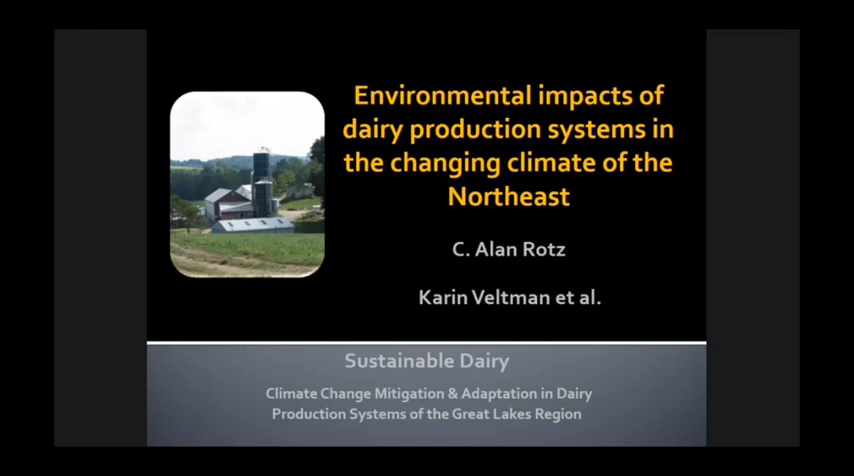 Environmental impacts of
dairy production systems in
the changing climate of the
Northeast
C. Alan Rotz
Karin Veltman et al.
Sustainable Dairy
Climate Change Mitigation & Adaptation in Dairy
Production Systems of the Great Lakes Region